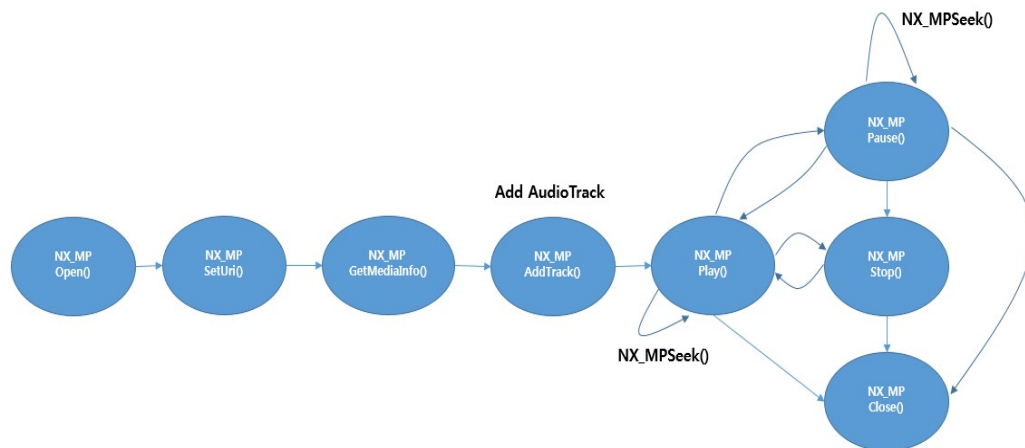 NX_MPSeek()
NX_MP
Pause()
Add AudioTrack
NX_MP
Open()
NX_MP
SetUri()
NX_MP
GetMediaInfo()
NX_MP
AddTrack()
NX_MP
Play()
NX_MP
Stop()
NX_MPSeek()
NX_MP
Close()